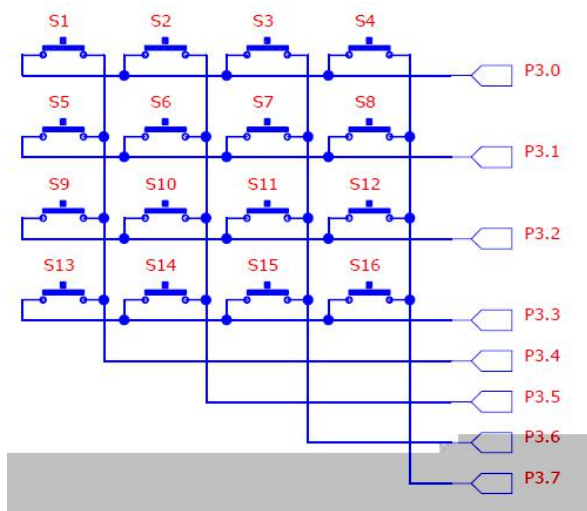 S1 S2 S3 S4
P3.0
S5 S6 S7 S8
P3.1
S9 S10 S11 S12
P3.2
S13 S14 S15 S16
P3.3
P3.4
P3.5
P3.6
P3.7